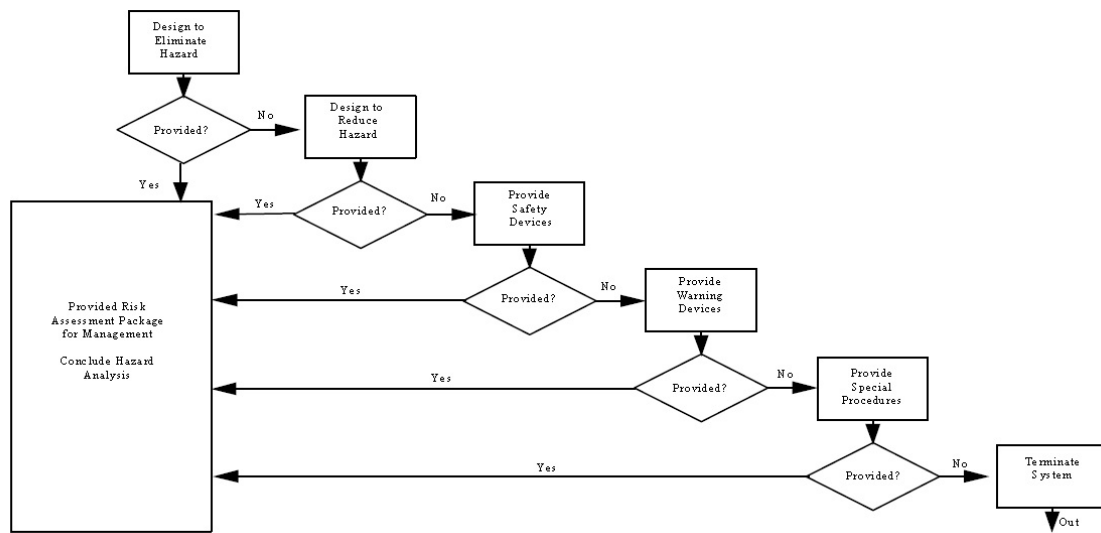 Design to
Eliminate
Hazard
Provided?
No
Design to
Reduce
Hazard
Yes
Provided?
Yes
No
Provide
Safety
Devices
Provided?
Yes
No
Provide
Warning
Devices
Provided Risk
Assessment Package
for Management
Conclude Hazard
Analysis
Provided?
Yes
No
Provide
Special
Procedures
Provided?
Yes
No
Terminate
System
Out